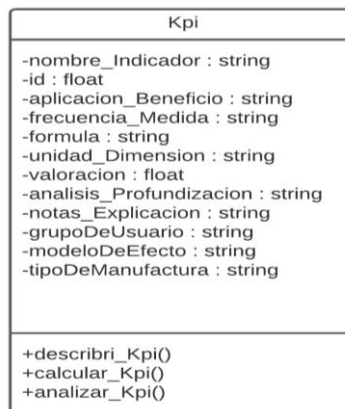 Kpi
-nombre_Indicador : string
-id : float
-aplicacion_Beneficio : string
-frecuencia_Medida : string
-formula : string
-unidad_Dimension : string
-valoracion : float
-analisis_Profundizacion : string
-notas_Explicacion : string
-grupoDeUsuario : string
-modeloDeEfecto : string
-tipoDeManufactura : string
+describri_Kpi()
+calcular_Kpi()
+analizar_Kpi()